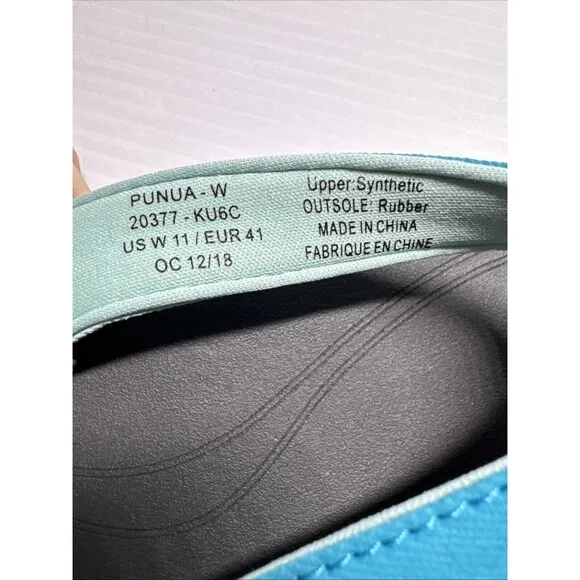 PUNUA - W
20377 - KU6C
US W 11 / EUR 41
OC 12/18
Upper:Synthetic
OUTSOLE: Rubber
MADE IN CHINA
FABRIQUE EN CHINE